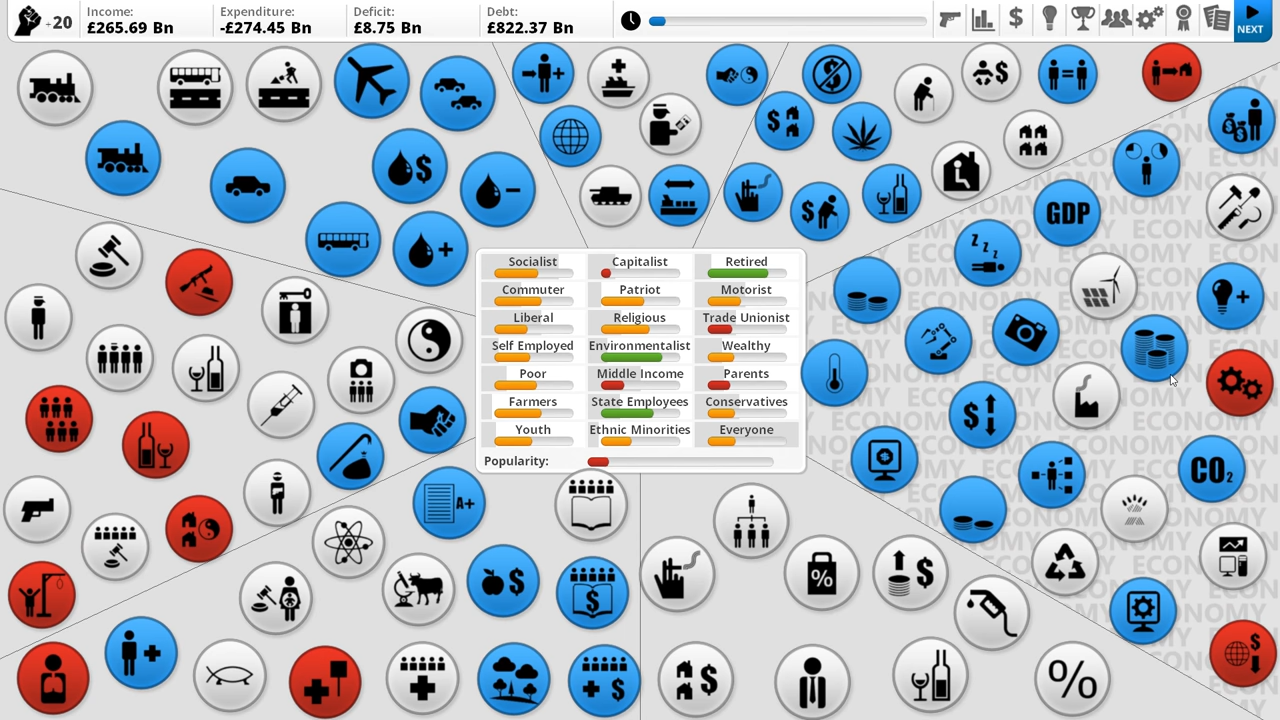 +20
Income:
£265.69 Bn
Expenditure:
-£274.45 Bn
Deficit:
£8.75 Bn
Debt:
£822.37 Bn
NEXT
Socialist
Capitalist
Retired
Commuter
Patriot
Motorist
Liberal
Religious
Trade Unionist
Self Employed
Environmentalist
Wealthy
Poor
Middle Income
Parents
Farmers
State Employees
Conservatives
Youth
Ethnic Minorities
Everyone
Popularity:
GDP
CO2
A+
ECONOMY